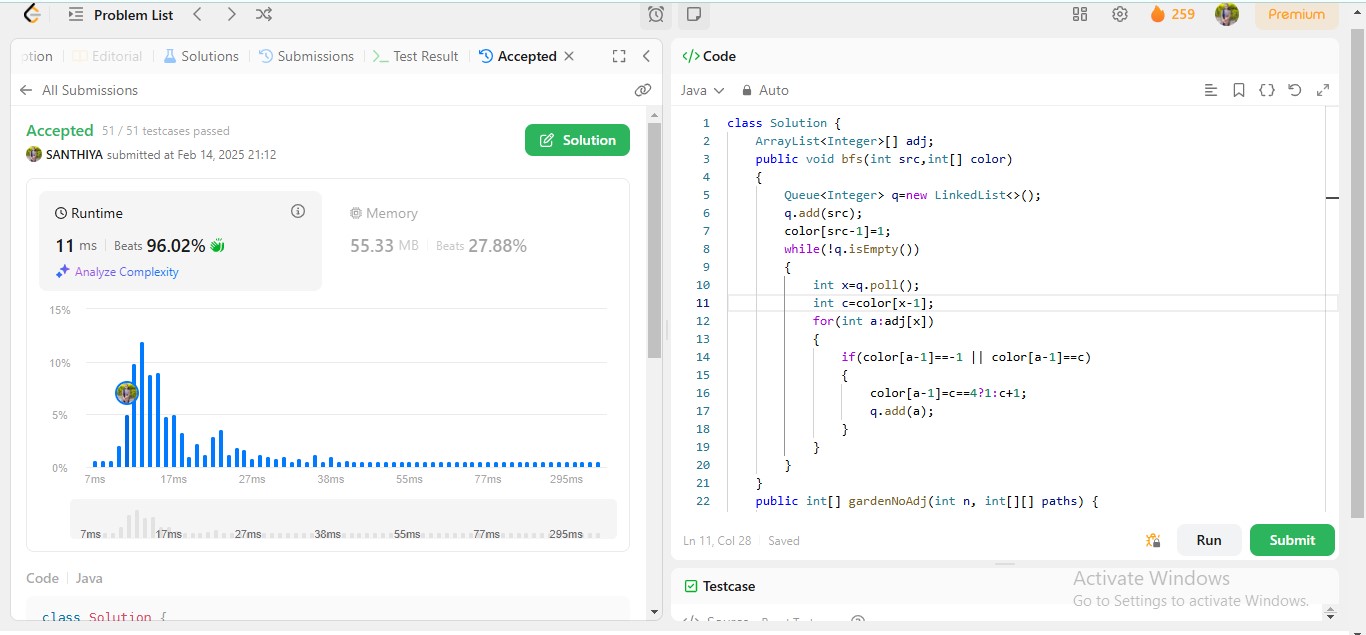 Problem List
259
Premium
ption
Editorial
Solutions
Submissions
Test Result
Accepted
All Submissions
Accepted 51 / 51 testcases passed
SANTHIYA submitted at Feb 14, 2025 21:12
Solution
Runtime
11 ms Beats 96.02%
Analyze Complexity
Memory
55.33 MB Beats 27.88%
15%
10%
5%
0%
7ms 17ms 27ms 38ms 55ms 77ms 295ms
7ms 17ms 27ms 38ms 55ms 77ms 295ms
Code Java
class Solution {
</> Code
Java Auto
1 class Solution {
2 ArrayList<Integer>[] adj;
3 public void bfs(int src,int[] color)
4 {
5 Queue<Integer> q=new LinkedList<>();
6 q.add(src);
7 color[src-1]=1;
8 while(!q.isEmpty())
9 {
10 int x=q.poll();
11 int c=color[x-1];
12 for(int a:adj[x])
13 {
14 if(color[a-1]==-1 || color[a-1]==c)
15 {
16 color[a-1]=c==4?1:c+1;
17 q.add(a);
18 }
19 }
20 }
21 }
22 public int[] gardenNoAdj(int n, int[][] paths) {
Ln 11, Col 28 Saved
Run
Submit
Testcase
Activate Windows
Go to Settings to activate Windows.